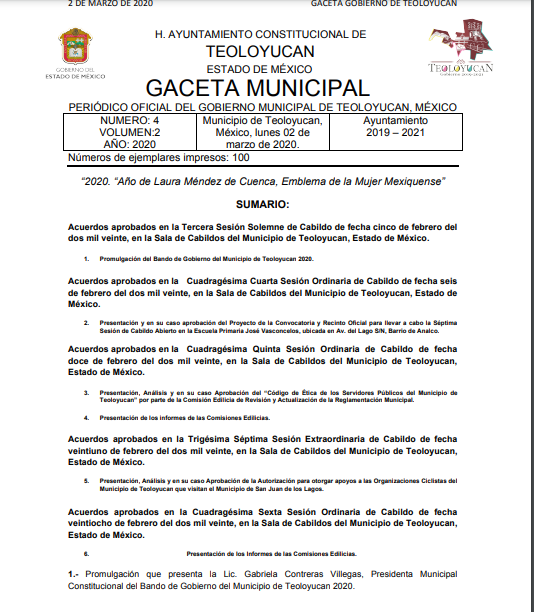 2 DE MARZO DE 2020 GACETA GOBIERNO DE TEOLOYUCAN
H. AYUNTAMIENTO CONSTITUCIONAL DE
TEOLOYUCAN
ESTADO DE MÉXICO
GOBIERNO DEL
ESTADO DE MÉXICO
TEOLOYUCAN
GACETA MUNICIPAL
PERIÓDICO OFICIAL DEL GOBIERNO MUNICIPAL DE TEOLOYUCAN, MÉXICO
NUMERO: 4
VOLUMEN:2
AÑO: 2020
Municipio de Teoloyucan,
México, lunes 02 de
marzo de 2020.
Ayuntamiento
2019 – 2021
Números de ejemplares impresos: 100
“2020. “Año de Laura Méndez de Cuenca, Emblema de la Mujer Mexiquense”
SUMARIO:
Acuerdos aprobados en la Tercera Sesión Solemne de Cabildo de fecha cinco de febrero del
dos mil veinte, en la Sala de Cabildos del Municipio de Teoloyucan, Estado de México.
1. Promulgación del Bando de Gobierno del Municipio de Teoloyucan 2020.
Acuerdos aprobados en la Cuadragésima Cuarta Sesión Ordinaria de Cabildo de fecha seis
de febrero del dos mil veinte, en la Sala de Cabildos del Municipio de Teoloyucan, Estado de
México.
2. Presentación y en su caso aprobación del Proyecto de la Convocatoria y Recinto Oficial para llevar a cabo la Séptima
Sesión de Cabildo Abierto en la Escuela Primaria José Vasconcelos, ubicada en Av. del Lago S/N, Barrio de Analco.
Acuerdos aprobados en la Cuadragésima Quinta Sesión Ordinaria de Cabildo de fecha
doce de febrero del dos mil veinte, en la Sala de Cabildos del Municipio de Teoloyucan,
Estado de México.
3. Presentación, Análisis y en su caso Aprobación del “Código de Ética de los Servidores Públicos del Municipio de
Teoloyucan” por parte de la Comisión Edilicia de Revisión y Actualización de la Reglamentación Municipal.
4. Presentación de los informes de las Comisiones Edilicias.
Acuerdos aprobados en la Trigésima Séptima Sesión Extraordinaria de Cabildo de fecha
veintiuno de febrero del dos mil veinte, en la Sala de Cabildos del Municipio de Teoloyucan,
Estado de México.
5. Presentación, Análisis y en su caso Aprobación de la Autorización para otorgar apoyos a las Organizaciones Ciclistas del
Municipio de Teoloyucan que visitan el Municipio de San Juan de los Lagos.
Acuerdos aprobados en la Cuadragésima Sexta Sesión Ordinaria de Cabildo de fecha
veintiocho de febrero del dos mil veinte, en la Sala de Cabildos del Municipio de Teoloyucan,
Estado de México.
6. Presentación de los Informes de las Comisiones Edilicias.
1.- Promulgación que presenta la Lic. Gabriela Contreras Villegas, Presidenta Municipal
Constitucional del Bando de Gobierno del Municipio de Teoloyucan 2020.